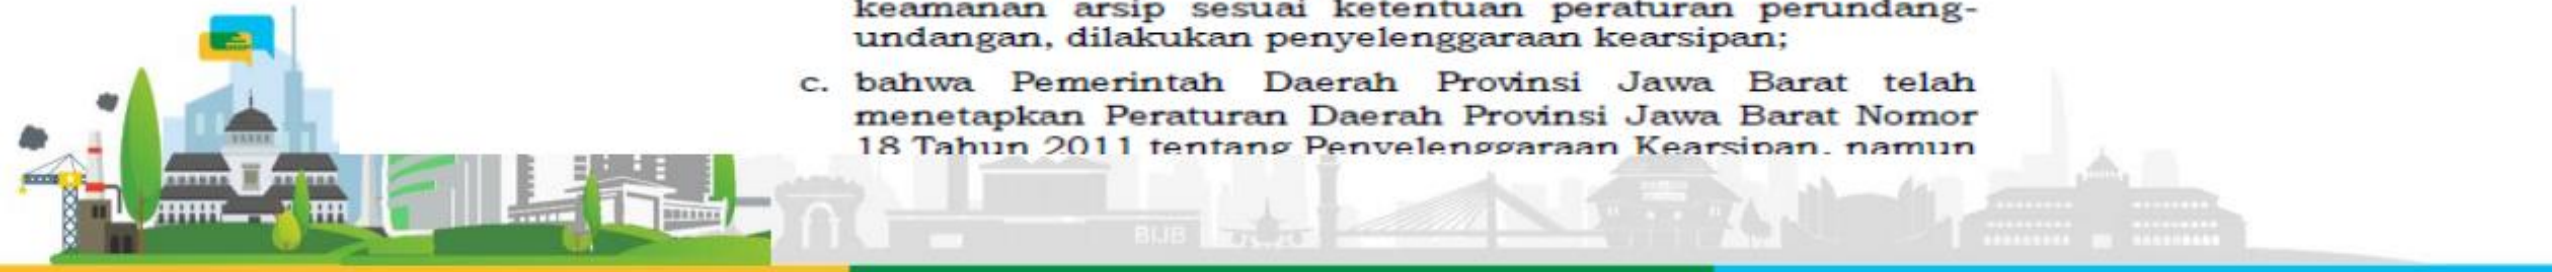 keamanan arsip sesuai ketentuan peraturan perundang-
undangan, dilakukan penyelenggaraan kearsipan;
c. bahwa Pemerintah Daerah Provinsi Jawa Barat telah
menetapkan Peraturan Daerah Provinsi Jawa Barat Nomor
18 Tahun 2011 tentang Penyelenggaraan Kearsipan, namun
BIJB